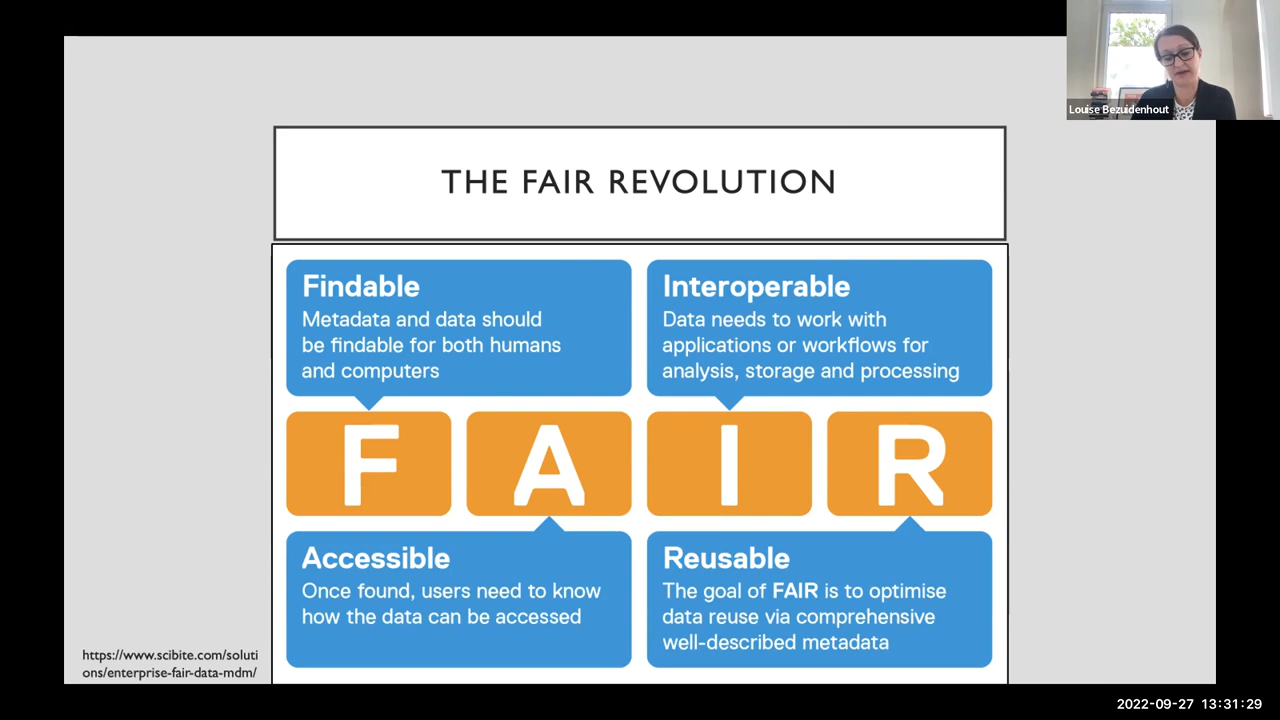 Louise Bezuidenhout
THE FAIR REVOLUTION
Findable
Metadata and data should
be findable for both humans
and computers
Interoperable
Data needs to work with
applications or workflows for
analysis, storage and processing
F A I R
Accessible
Once found, users need to know
how the data can be accessed
Reusable
The goal of FAIR is to optimise
data reuse via comprehensive
well-described metadata
https://www.scibite.com/soluti
ons/enterprise-fair-data-mdm/
2022-09-27 13:31:29